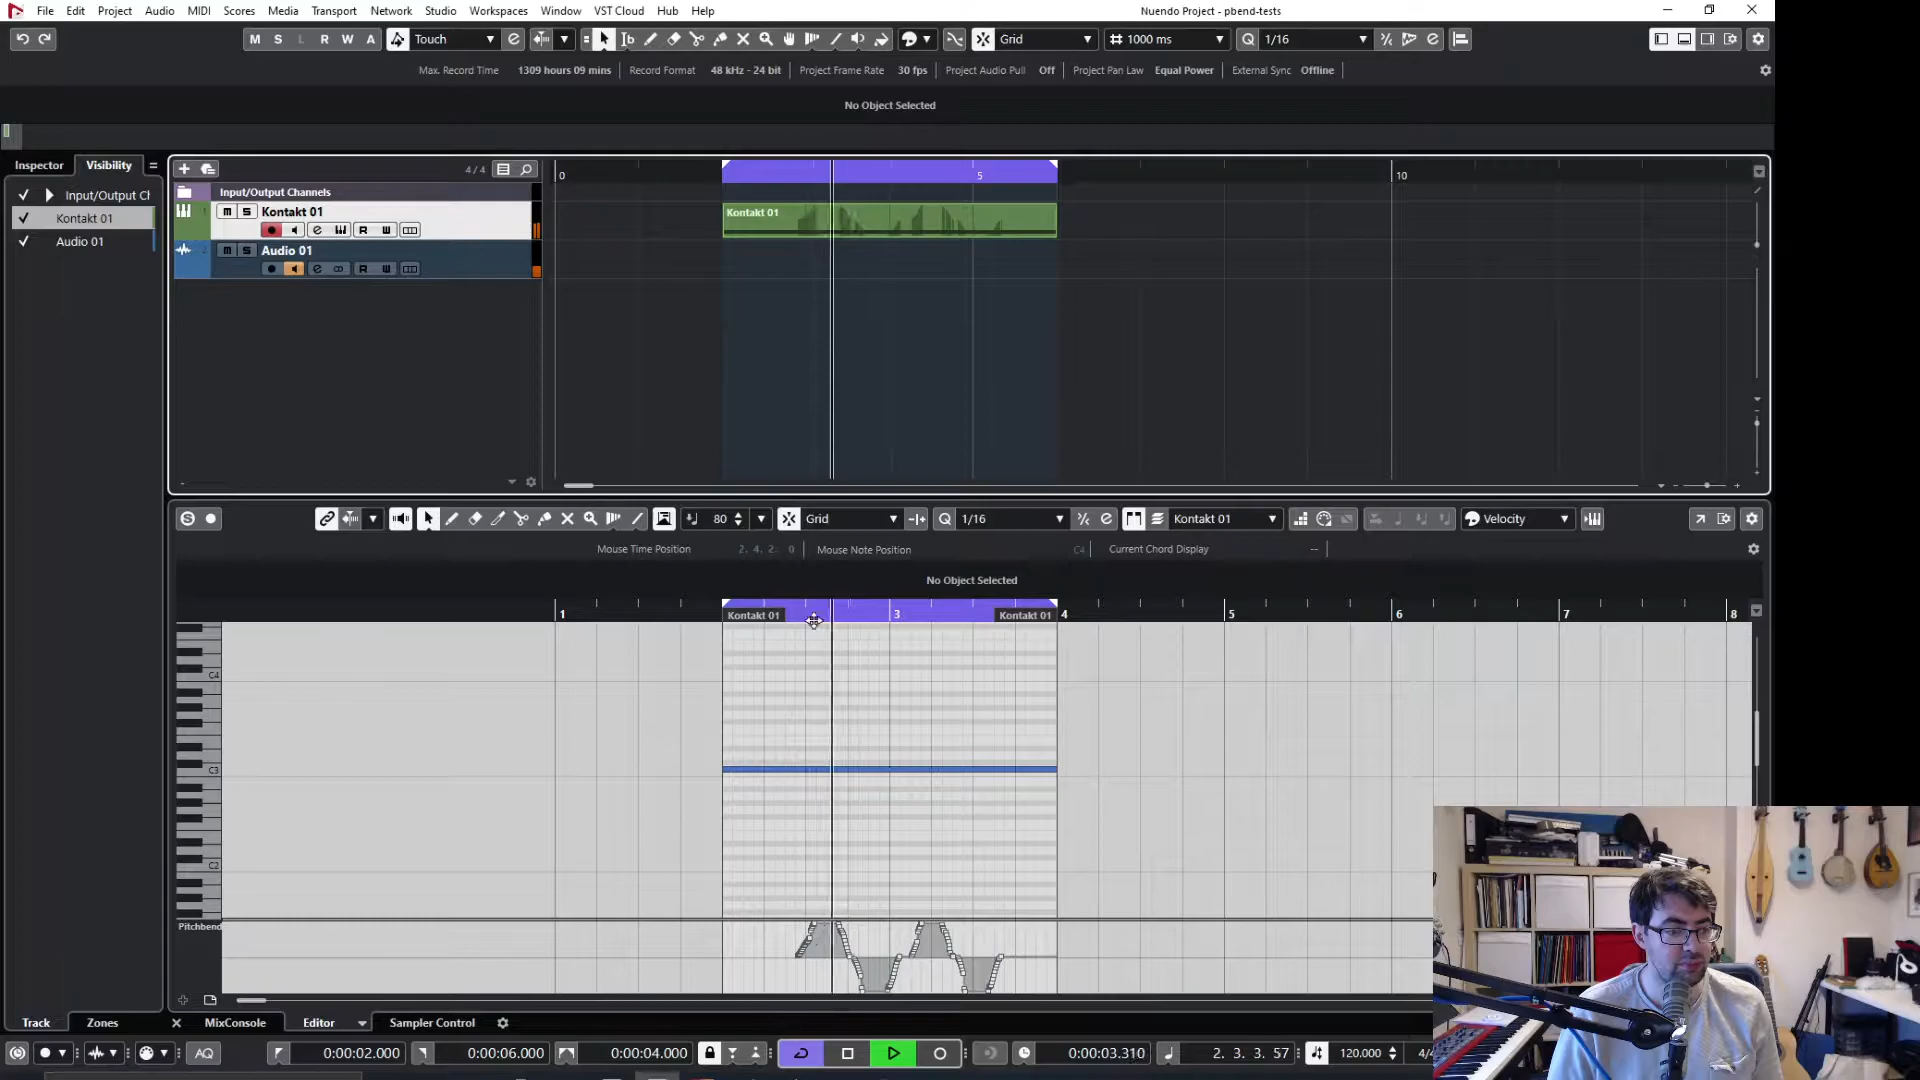 File Edit Project Audio MIDI Scores Media Transport Network Studio Workspaces Window VST Cloud Hub Help Nuendo Project - pbend-tests
M S L R W A Touch Grid 1000 ms Q 1/16
Max. Record Time 1309 hours 09 mins Record Format 48 kHz - 24 bit Project Frame Rate 30 fps Project Audio Pull Off Project Pan Law Equal Power External Sync Offline
No Object Selected
Inspector Visibility 4 / 4 0 5 10
Input/Output Ch Input/Output Channels
Kontakt 01 1 m S Kontakt 01 Kontakt 01
R W
Audio 01 2 m S Audio 01
R W
S 80 Grid Q 1/16 Kontakt 01 Velocity
Mouse Time Position 2. 4. 2. 0 Mouse Note Position C4 Current Chord Display --
No Object Selected
1 Kontakt 01 3 Kontakt 01 4 5 6 7 8
C4
C3
C2
Pitchbend
Track Zones MixConsole Editor Sampler Control
AQ 0:00:02.000 0:00:06.000 0:00:04.000 0:00:03.310 2. 3. 3. 57 120.000 4/4